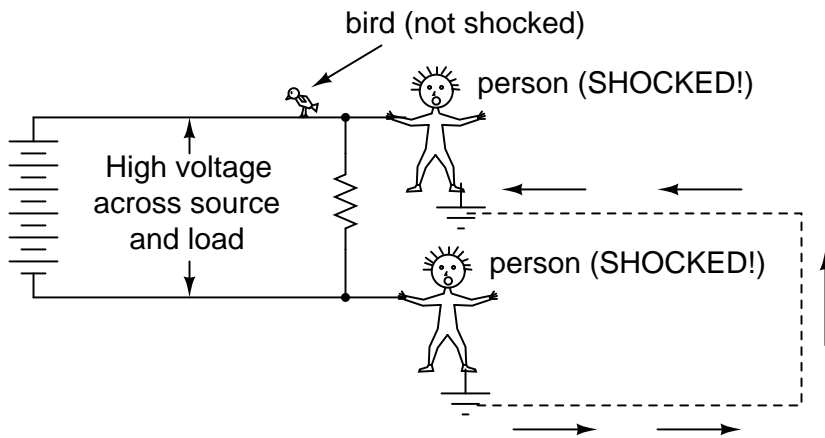 bird (not shocked)
person (SHOCKED!)
High voltage
across source
and load
person (SHOCKED!)